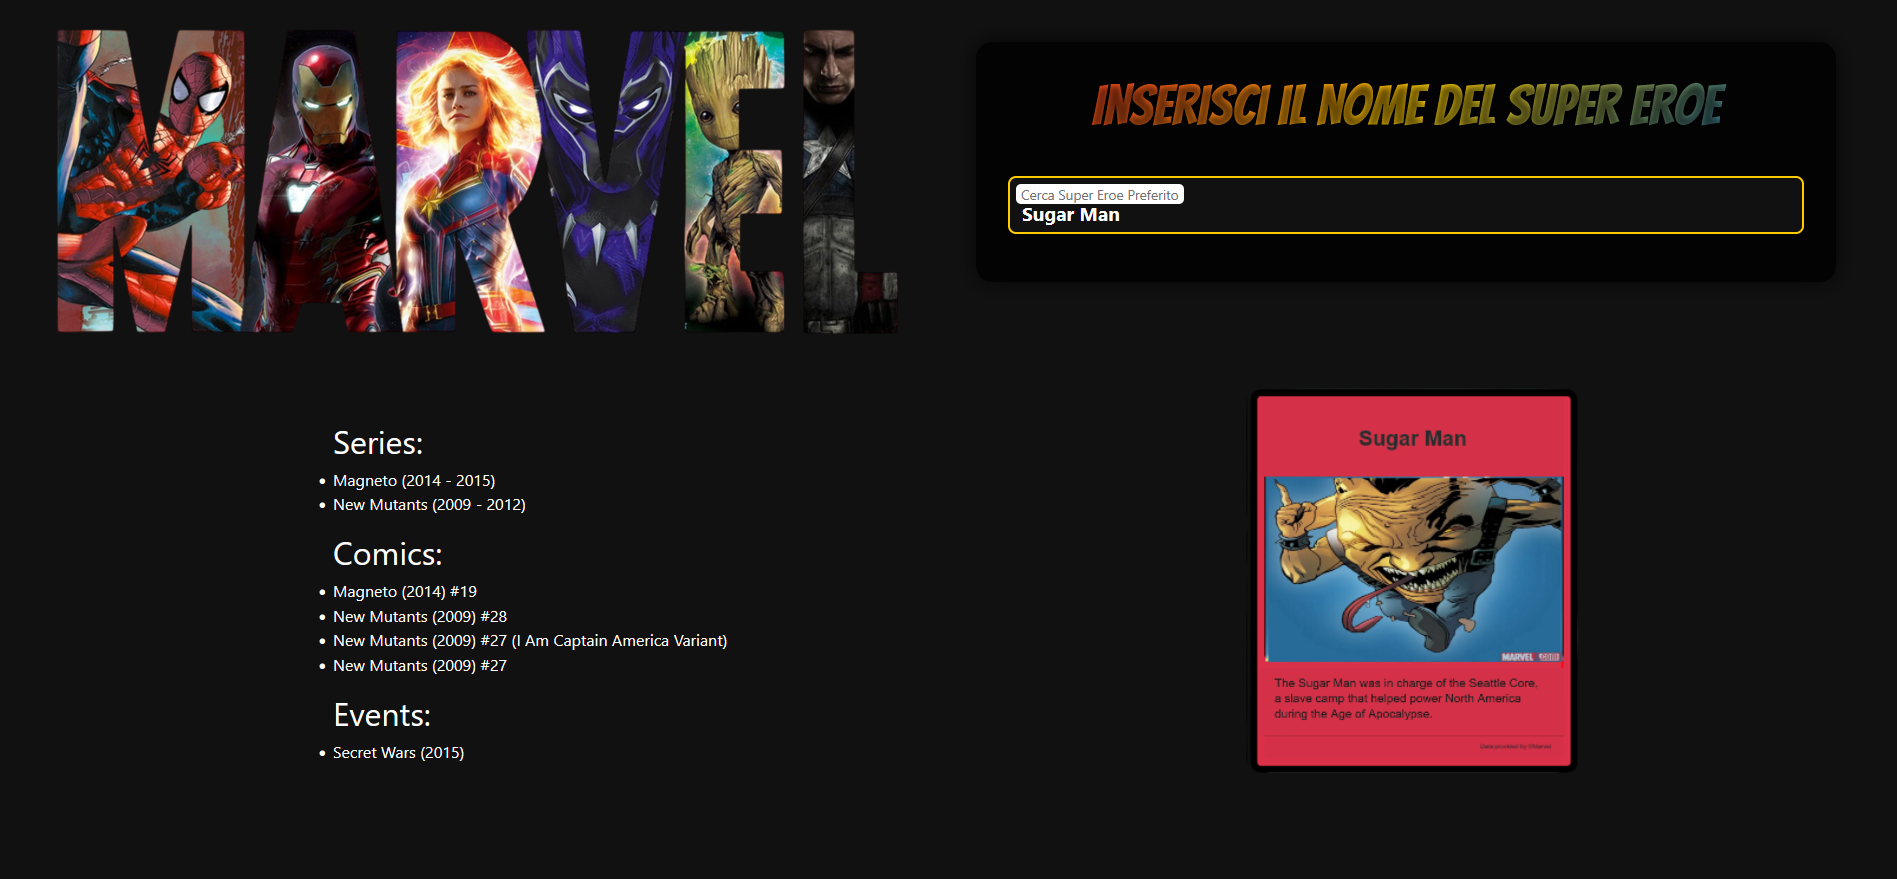 MARVEL
INSERISCI IL NOME DEL SUPER EROE
Cerca Super Eroe Preferito
Sugar Man
Series:
Magneto (2014 - 2015)
New Mutants (2009 - 2012)
Comics:
Magneto (2014) #19
New Mutants (2009) #28
New Mutants (2009) #27 (I Am Captain America Variant)
New Mutants (2009) #27
Events:
Secret Wars (2015)
Sugar Man
MARVEL.com
The Sugar Man was in charge of the Seattle Core,
a slave camp that helped power North America
during the Age of Apocalypse.
Data provided by ©Marvel